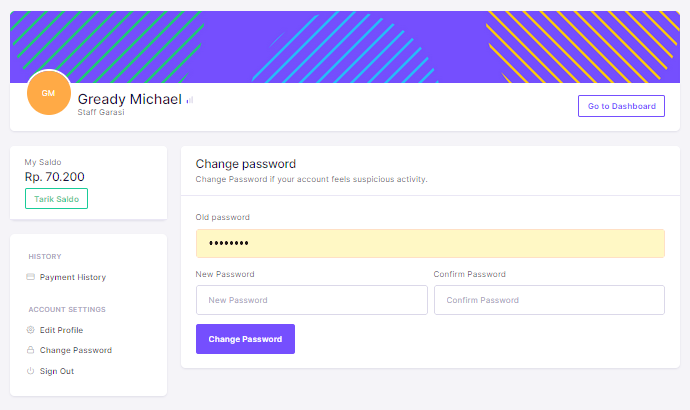 GM
Gready Michael
Staff Garasi
Go to Dashboard
My Saldo
Rp. 70.200
Tarik Saldo
HISTORY
Payment History
ACCOUNT SETTINGS
Edit Profile
Change Password
Sign Out
Change password
Change Password if your account feels suspicious activity.
Old password
••••••••
New Password
Confirm Password
New Password
Confirm Password
Change Password